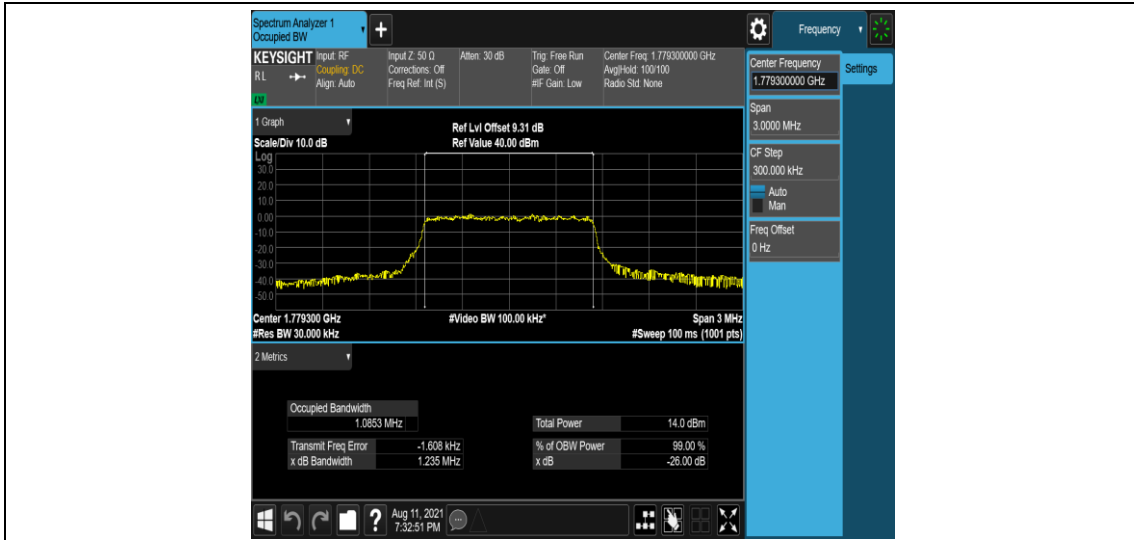 Spectrum Analyzer 1
Occupied BW
Frequency
KEYSIGHT Input: RF Input Z: 50 Ω Atten: 30 dB Trig: Free Run Center Freq: 1.779300000 GHz
RL Coupling: DC Corrections: Off Gate: Off Avg|Hold: 100/100
Align: Auto Freq Ref: Int (S) #IF Gain: Low Radio Std: None
Center Frequency
1.779300000 GHz
Settings
Span
3.0000 MHz
CF Step
300.000 kHz
Auto
Man
Freq Offset
0 Hz
1 Graph
Ref Lvl Offset 9.31 dB
Scale/Div 10.0 dB Ref Value 40.00 dBm
Log
30.0
20.0
10.0
0.00
-10.0
-20.0
-30.0
-40.0
-50.0
Center 1.779300 GHz #Video BW 100.00 kHz* Span 3 MHz
#Res BW 30.000 kHz #Sweep 100 ms (1001 pts)
2 Metrics
Occupied Bandwidth
1.0853 MHz
Total Power 14.0 dBm
Transmit Freq Error -1.608 kHz % of OBW Power 99.00 %
x dB Bandwidth 1.235 MHz x dB -26.00 dB
?
Aug 11, 2021
7:32:51 PM